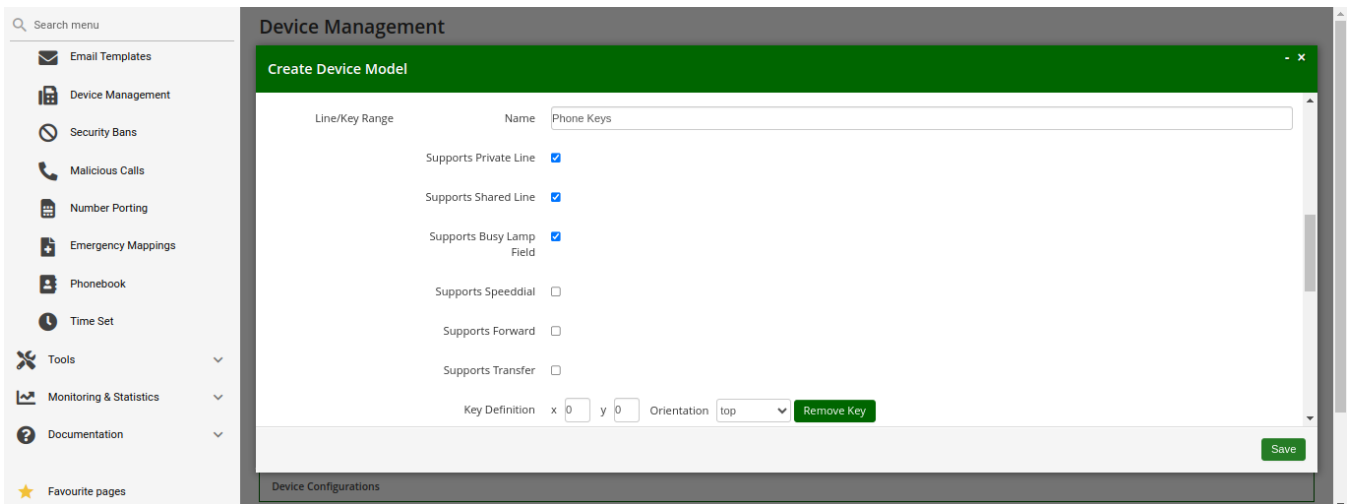 Search menu
Email Templates
Device Management
Security Bans
Malicious Calls
Number Porting
Emergency Mappings
Phonebook
Time Set
Tools
Monitoring & Statistics
Documentation
Favourite pages
Device Management
Create Device Model
- ×
Line/Key Range Name Phone Keys
Supports Private Line
Supports Shared Line
Supports Busy Lamp
Field
Supports Speeddial
Supports Forward
Supports Transfer
Key Definition x 0 y 0 Orientation top Remove Key
Save
Device Configurations